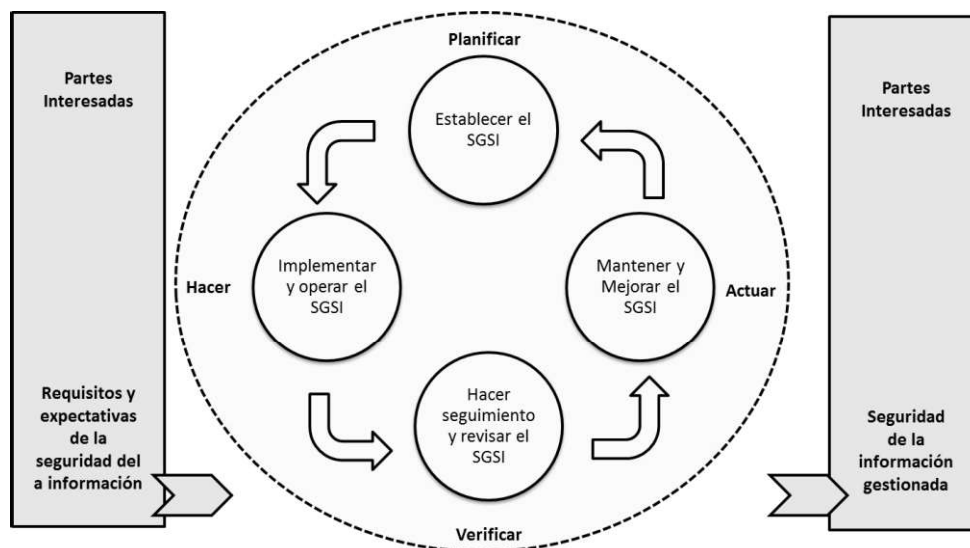 Partes
Interesadas
Requisitos y
expectativas
de la
seguridad del
a información
Planificar
Establecer el
SGSI
Hacer
Implementar
y operar el
SGSI
Mantener y
Mejorar el
SGSI
Actuar
Hacer
seguimiento
y revisar el
SGSI
Verificar
Partes
Interesadas
Seguridad
de la
información
gestionada